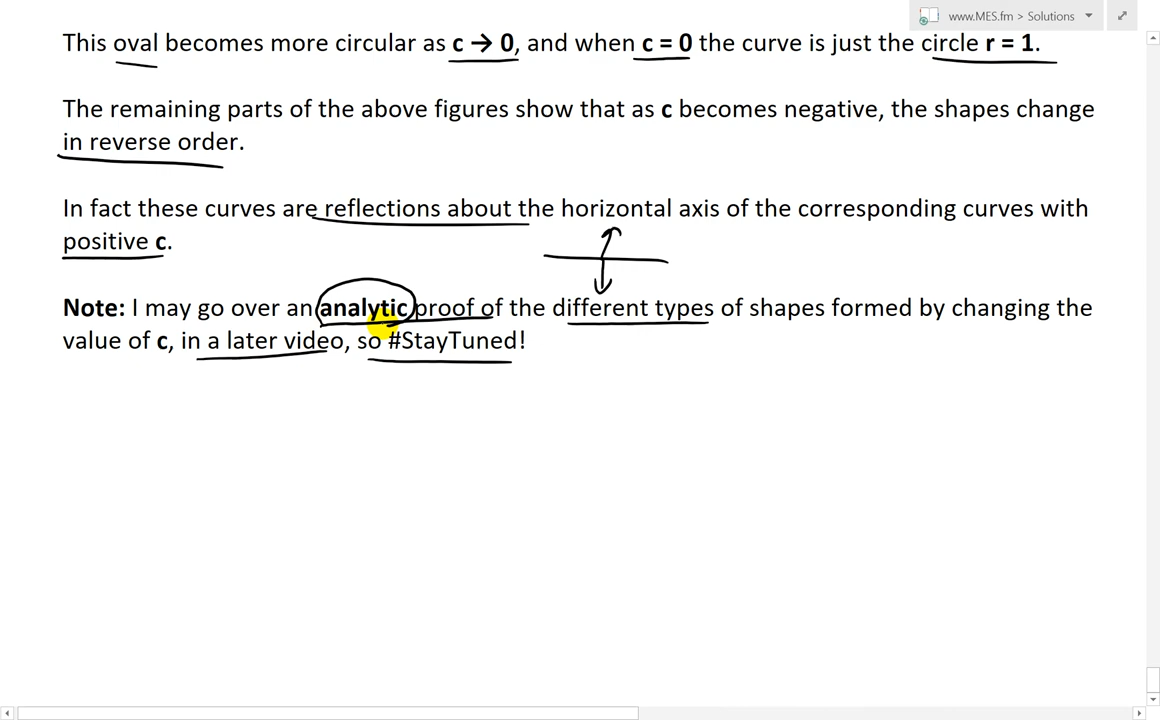 www.MES.fm > Solutions
This oval becomes more circular as c → 0, and when c = 0 the curve is just the circle r = 1.
The remaining parts of the above figures show that as c becomes negative, the shapes change
in reverse order.
In fact these curves are reflections about the horizontal axis of the corresponding curves with
positive c.
Note: I may go over an analytic proof of the different types of shapes formed by changing the
value of c, in a later video, so #StayTuned!